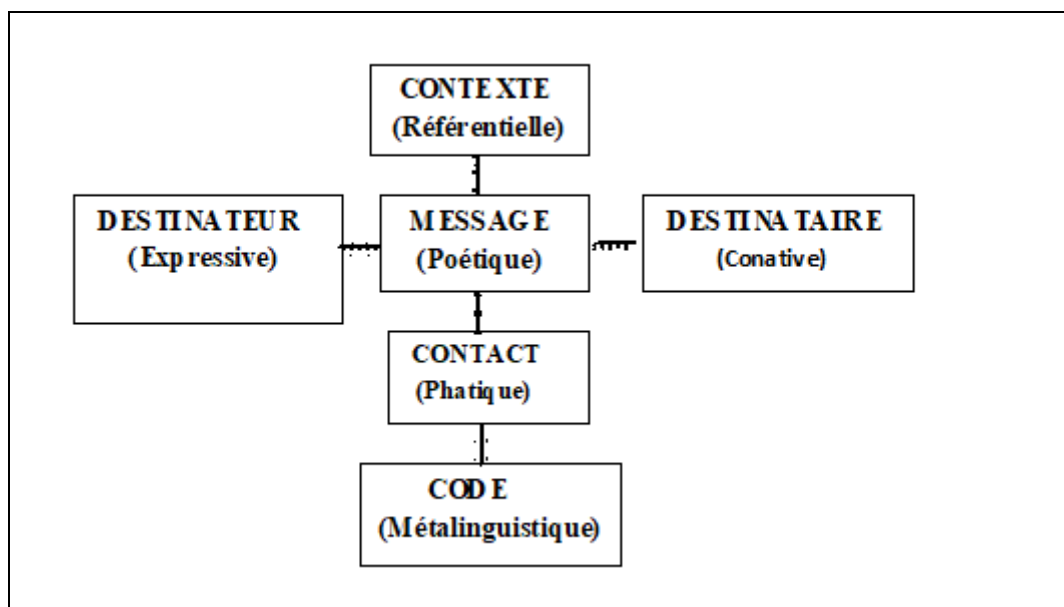 CONTEXTE
(Référentielle)
DESTINATEUR
(Expressive)
MESSAGE
(Poétique)
DESTINATAIRE
(Conative)
CONTACT
(Phatique)
CODE
(Métalinguistique)